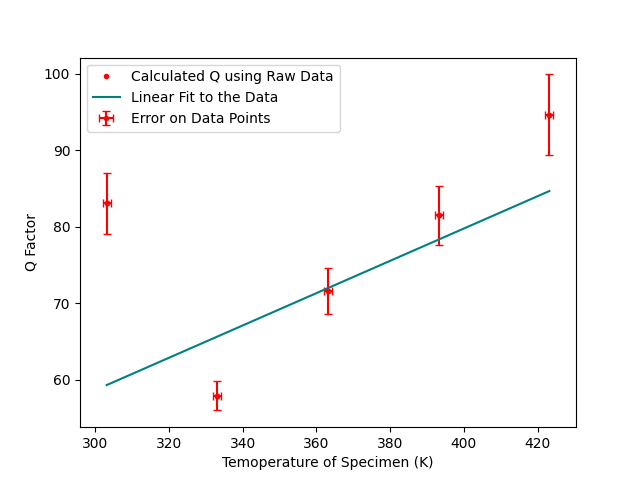 Calculated Q using Raw Data
Linear Fit to the Data
Error on Data Points
100
90
80
70
60
Q Factor
300 320 340 360 380 400 420
Temoperature of Specimen (K)